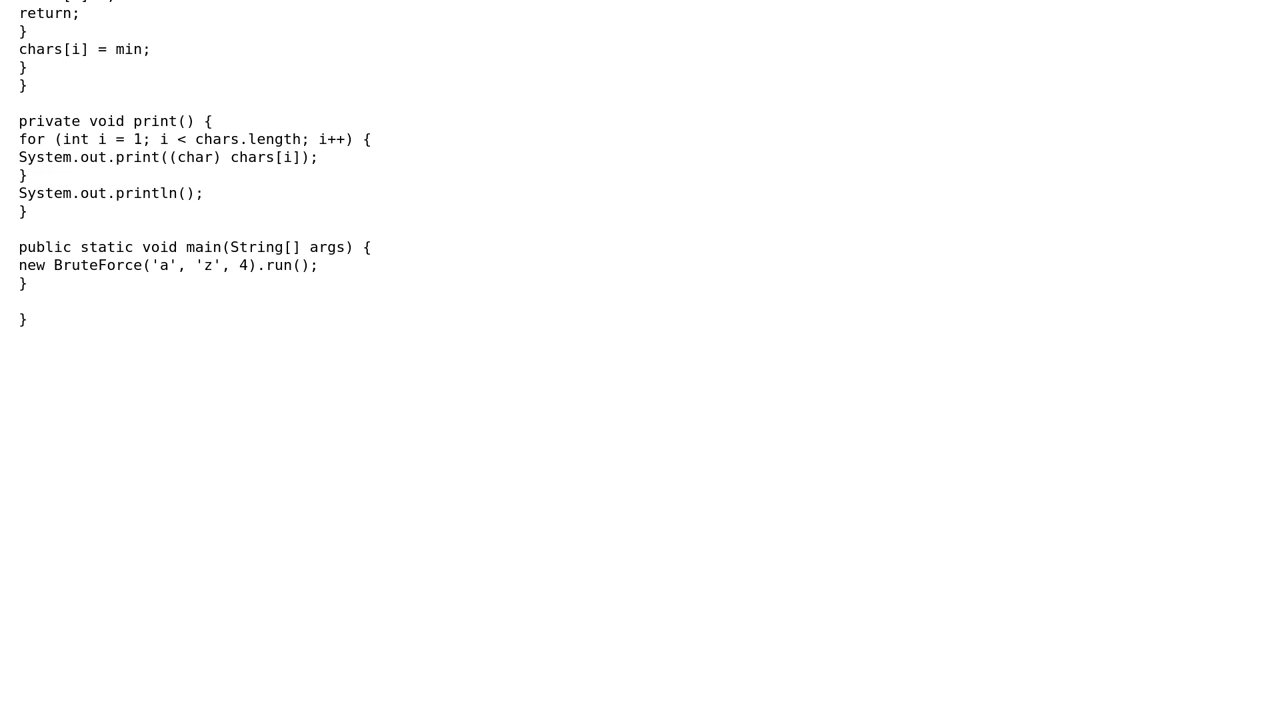 return;
}
chars[i] = min;
}
}

private void print() {
for (int i = 1; i < chars.length; i++) {
System.out.print((char) chars[i]);
}
System.out.println();
}

public static void main(String[] args) {
new BruteForce('a', 'z', 4).run();
}

}